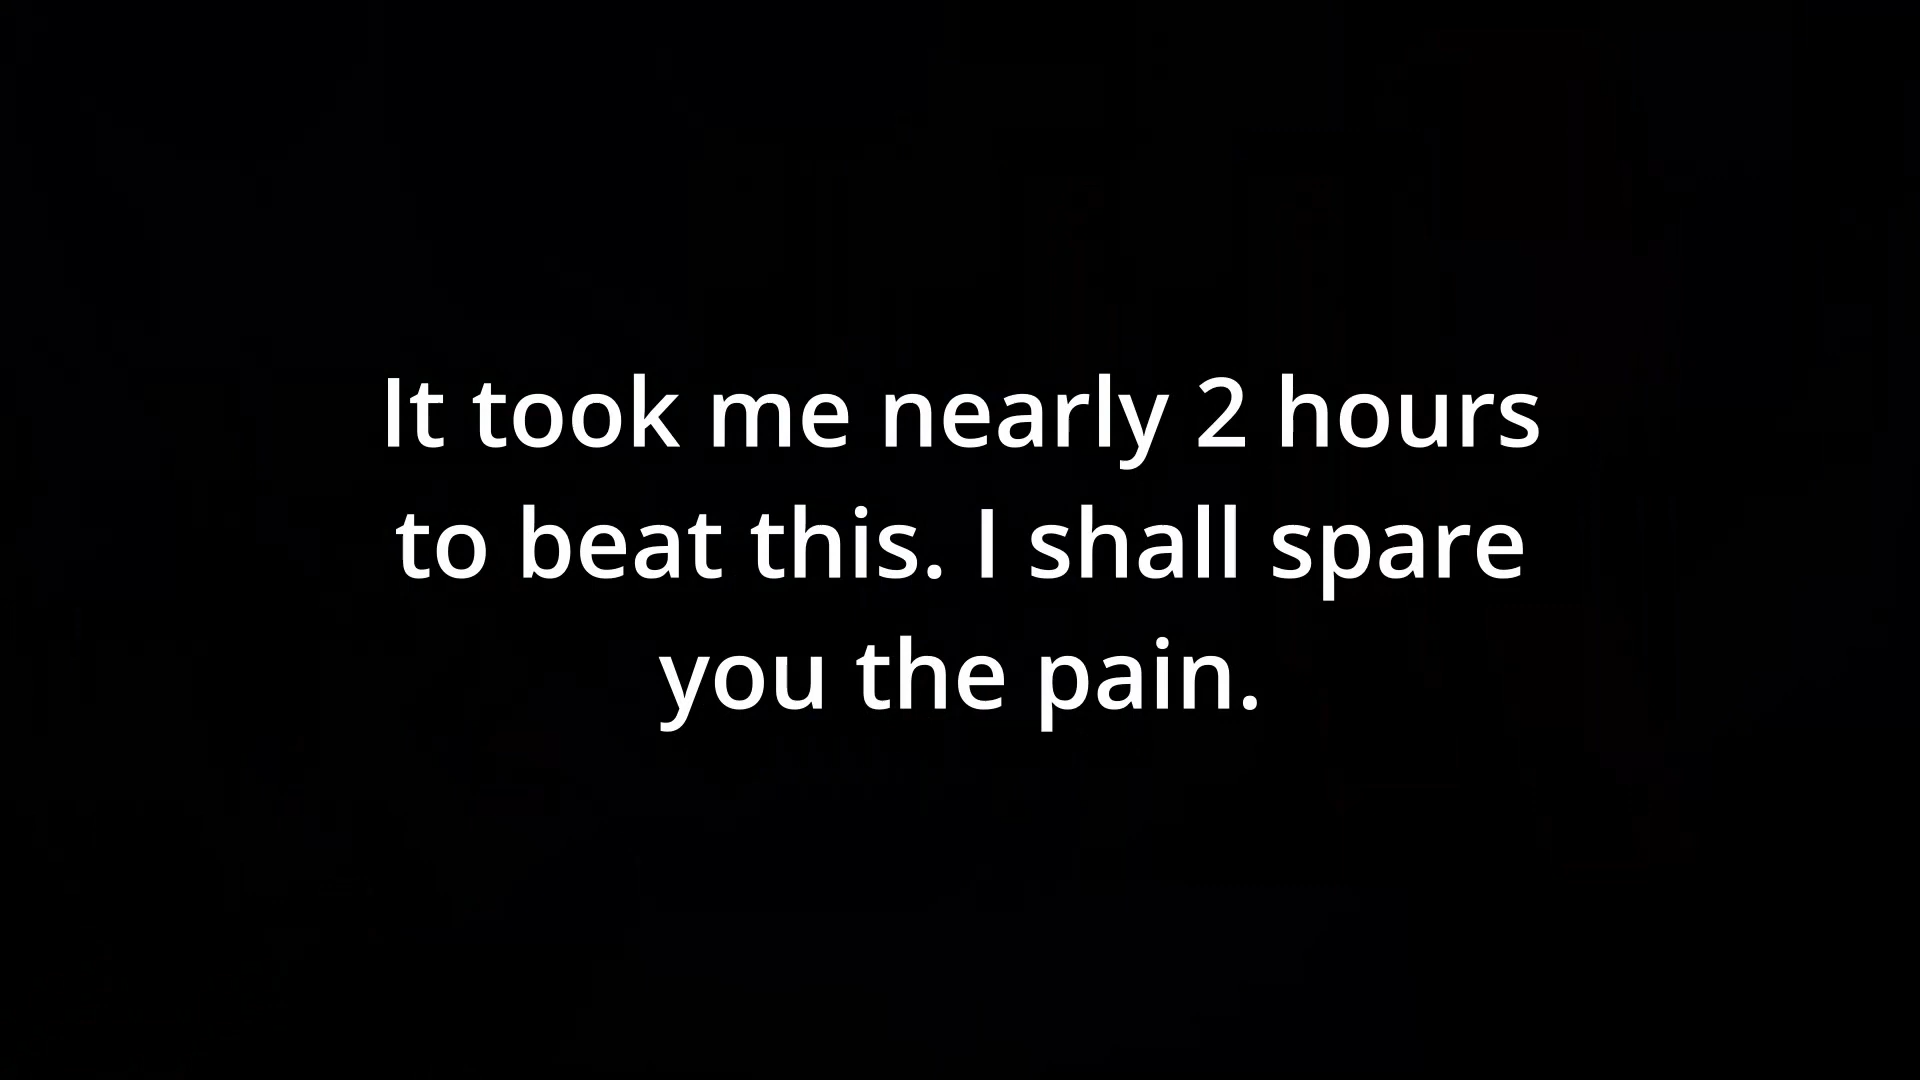 It took me nearly 2 hours
to beat this. I shall spare
you the pain.